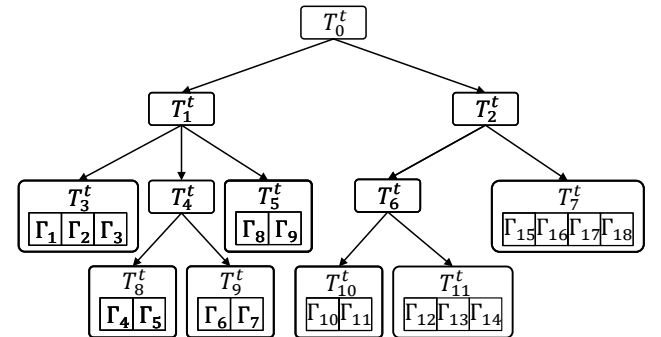 T_0^t
T_1^t T_2^t
T_3^t T_4^t T_5^t T_6^t T_7^t
Γ_1 Γ_2 Γ_3 Γ_8 Γ_9 Γ_15 Γ_16 Γ_17 Γ_18
T_8^t T_9^t T_10^t T_11^t
Γ_4 Γ_5 Γ_6 Γ_7 Γ_10 Γ_11 Γ_12 Γ_13 Γ_14